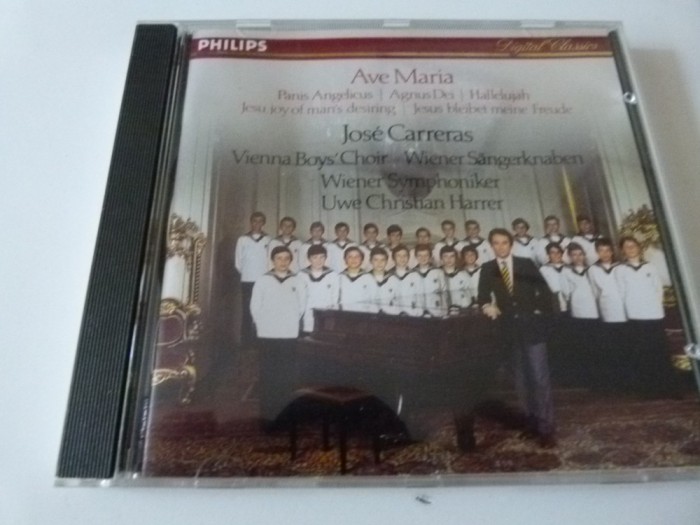 PHILIPS
Digital Classics
Ave Maria
Panis Angelicus | Agnus Dei | Hallelujah
Jesu joy of man's desiring | Jesus bleibet meine Freude
José Carreras
Vienna Boys' Choir - Wiener Sängerknaben
Wiener Symphoniker
Uwe Christian Harrer